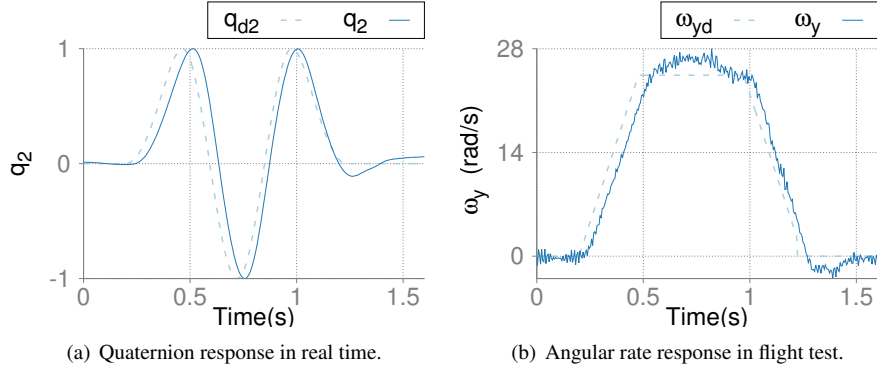 q_d2 q_2
1
0
-1
q_2
0 0.5 1 1.5
Time(s)
(a) Quaternion response in real time.
ω_yd ω_y
28
14
0
ω_y (rad/s)
0 0.5 1 1.5
Time(s)
(b) Angular rate response in flight test.